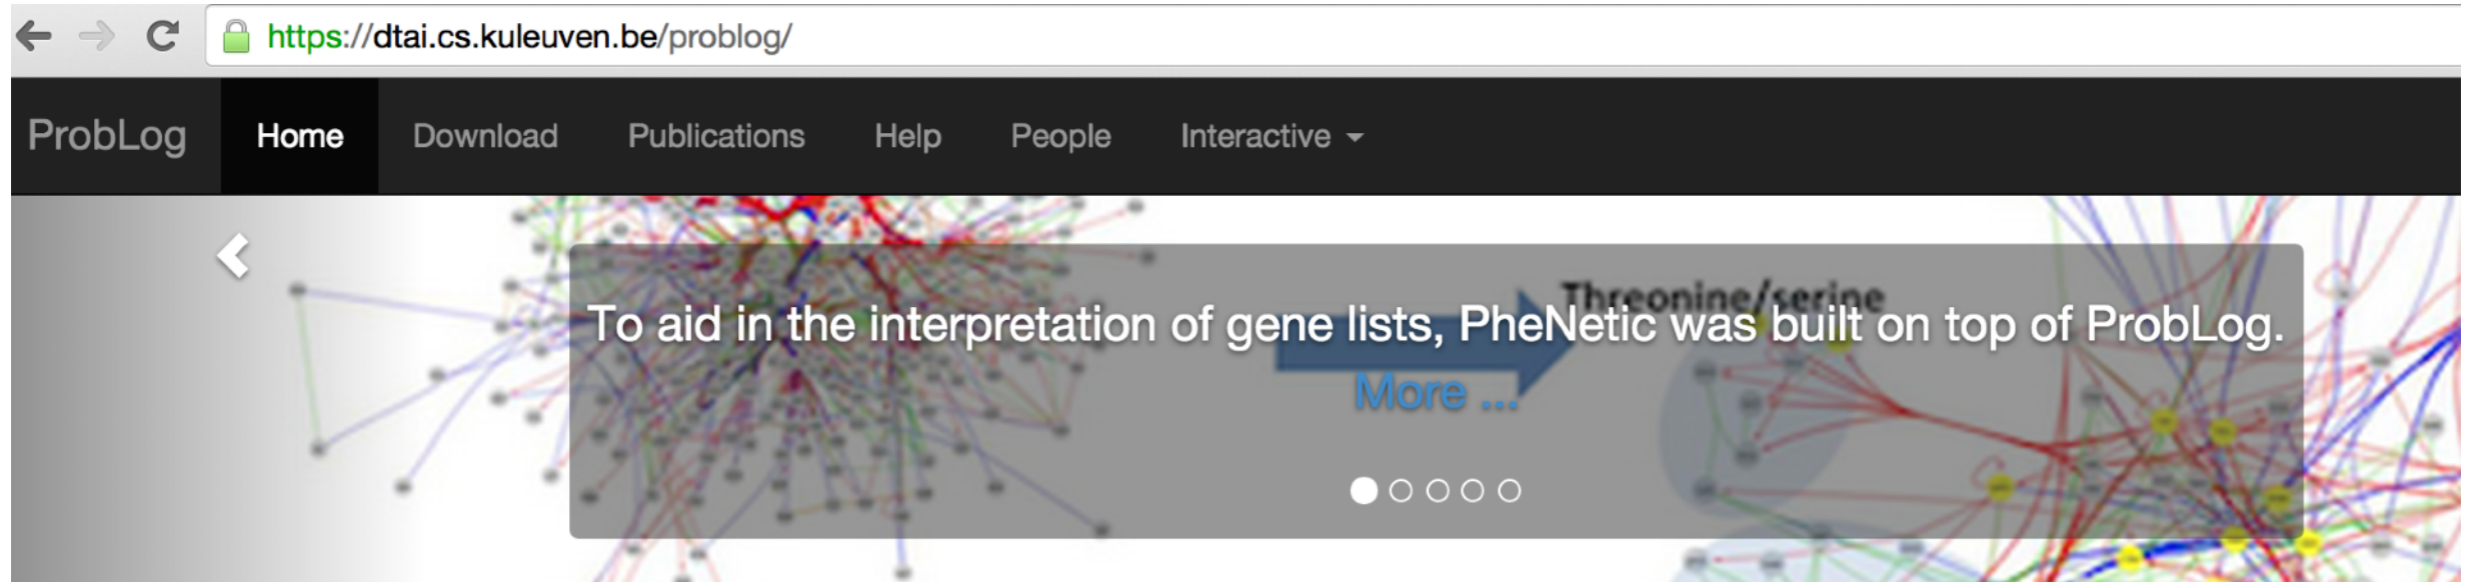 https://dtai.cs.kuleuven.be/problog/
ProbLog Home Download Publications Help People Interactive
Threonine/serine
To aid in the interpretation of gene lists, PheNetic was built on top of ProbLog.
More ...